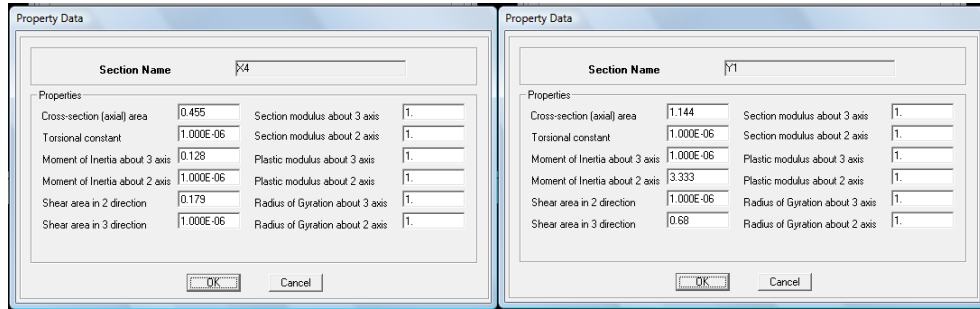 Property Data
Section Name X4
Properties
Cross-section (axial) area 0.455 Section modulus about 3 axis 1.
Torsional constant 1.000E-06 Section modulus about 2 axis 1.
Moment of Inertia about 3 axis 0.128 Plastic modulus about 3 axis 1.
Moment of Inertia about 2 axis 1.000E-06 Plastic modulus about 2 axis 1.
Shear area in 2 direction 0.179 Radius of Gyration about 3 axis 1.
Shear area in 3 direction 1.000E-06 Radius of Gyration about 2 axis 1.
OK Cancel
Property Data
Section Name Y1
Properties
Cross-section (axial) area 1.144 Section modulus about 3 axis 1.
Torsional constant 1.000E-06 Section modulus about 2 axis 1.
Moment of Inertia about 3 axis 1.000E-06 Plastic modulus about 3 axis 1.
Moment of Inertia about 2 axis 3.333 Plastic modulus about 2 axis 1.
Shear area in 2 direction 1.000E-06 Radius of Gyration about 3 axis 1.
Shear area in 3 direction 0.68 Radius of Gyration about 2 axis 1.
OK Cancel